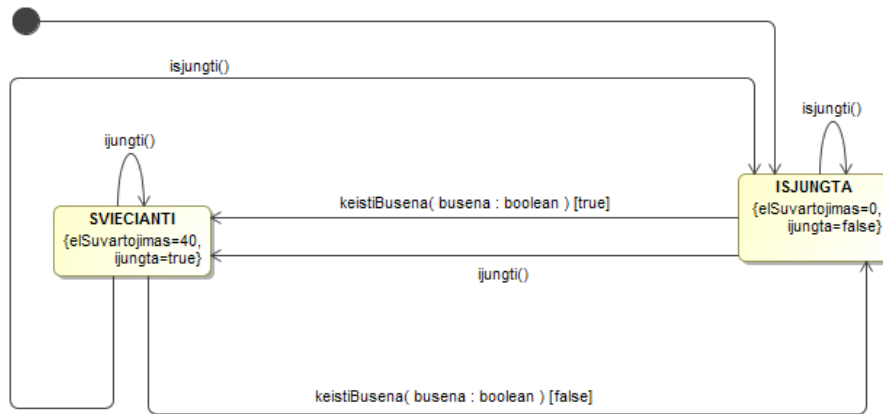 isjungti()
isjungti()
ijungti()
SVIECIANTI
{elSuvartojimas=40,
ijungta=true}
keistiBusena( busena : boolean ) [true]
ISJUNGTA
{elSuvartojimas=0,
ijungta=false}
ijungti()
keistiBusena( busena : boolean ) [false]